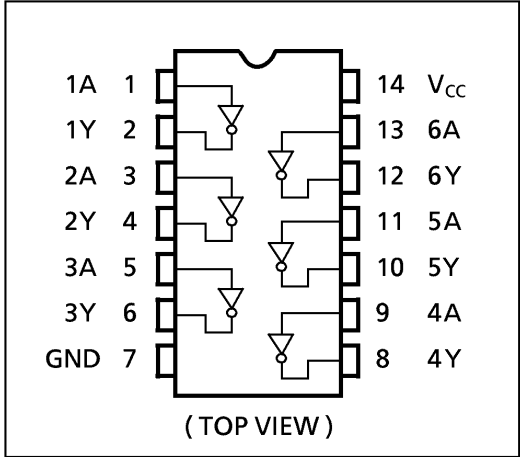 1A 1 14 VCC
1Y 2 13 6A
2A 3 12 6Y
2Y 4 11 5A
3A 5 10 5Y
3Y 6 9 4A
GND 7 8 4Y
( TOP VIEW )